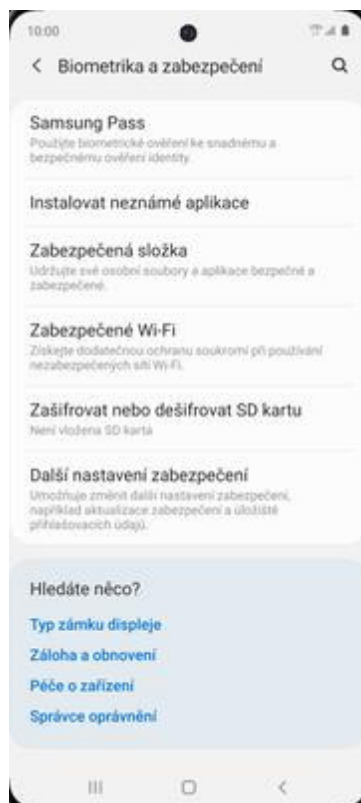 10:00
Biometrika a zabezpečení
Samsung Pass
Použijte biometrické ověření ke snadnému a
bezpečnému ověření identity.
Instalovat neznámé aplikace
Zabezpečená složka
Udržujte své osobní soubory a aplikace bezpečné a
zabezpečené.
Zabezpečené Wi-Fi
Získejte dodatečnou ochranu soukromí při používání
nezabezpečených sítí Wi-Fi.
Zašifrovat nebo dešifrovat SD kartu
Není vložena SD karta
Další nastavení zabezpečení
Umožňuje změnit další nastavení zabezpečení,
například aktualizace zabezpečení a úložiště
přihlašovacích údajů.
Hledáte něco?
Typ zámku displeje
Záloha a obnovení
Péče o zařízení
Správce oprávnění